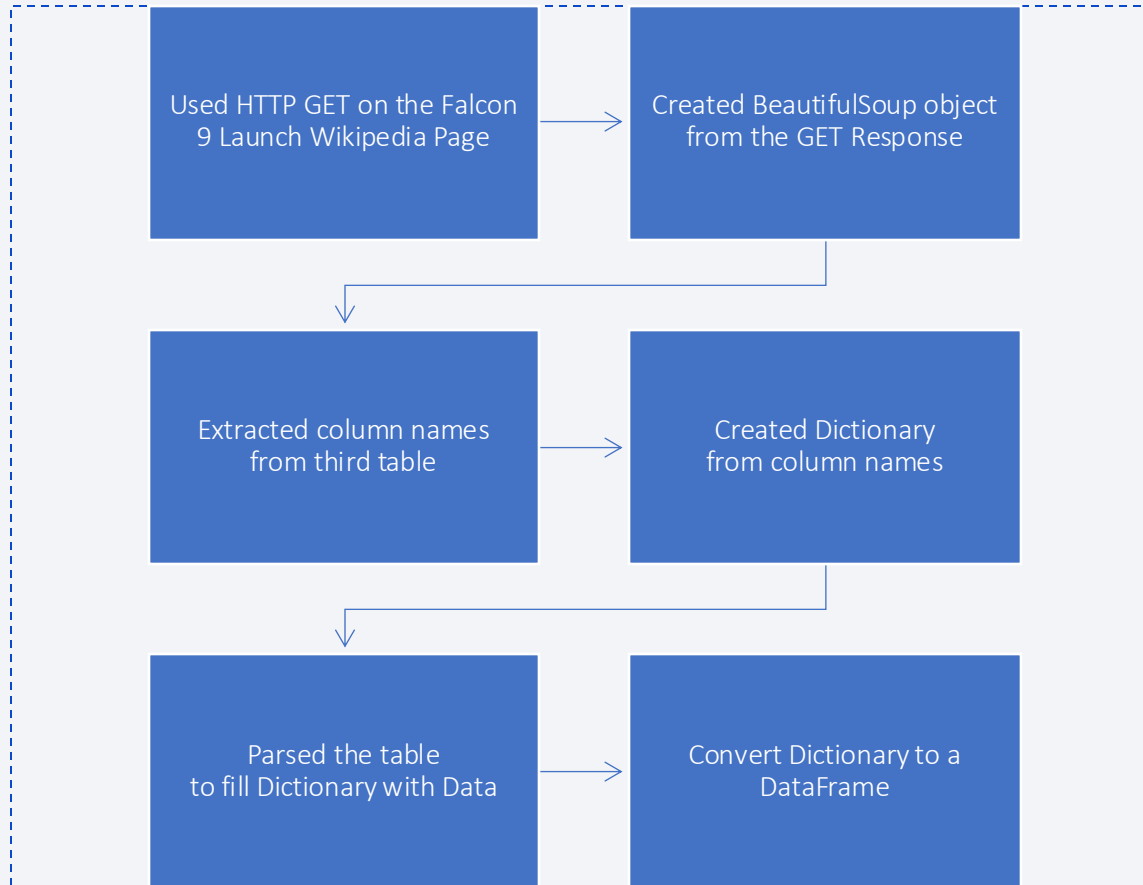 Used HTTP GET on the Falcon
9 Launch Wikipedia Page
Created BeautifulSoup object
from the GET Response
Extracted column names
from third table
Created Dictionary
from column names
Parsed the table
to fill Dictionary with Data
Convert Dictionary to a
DataFrame